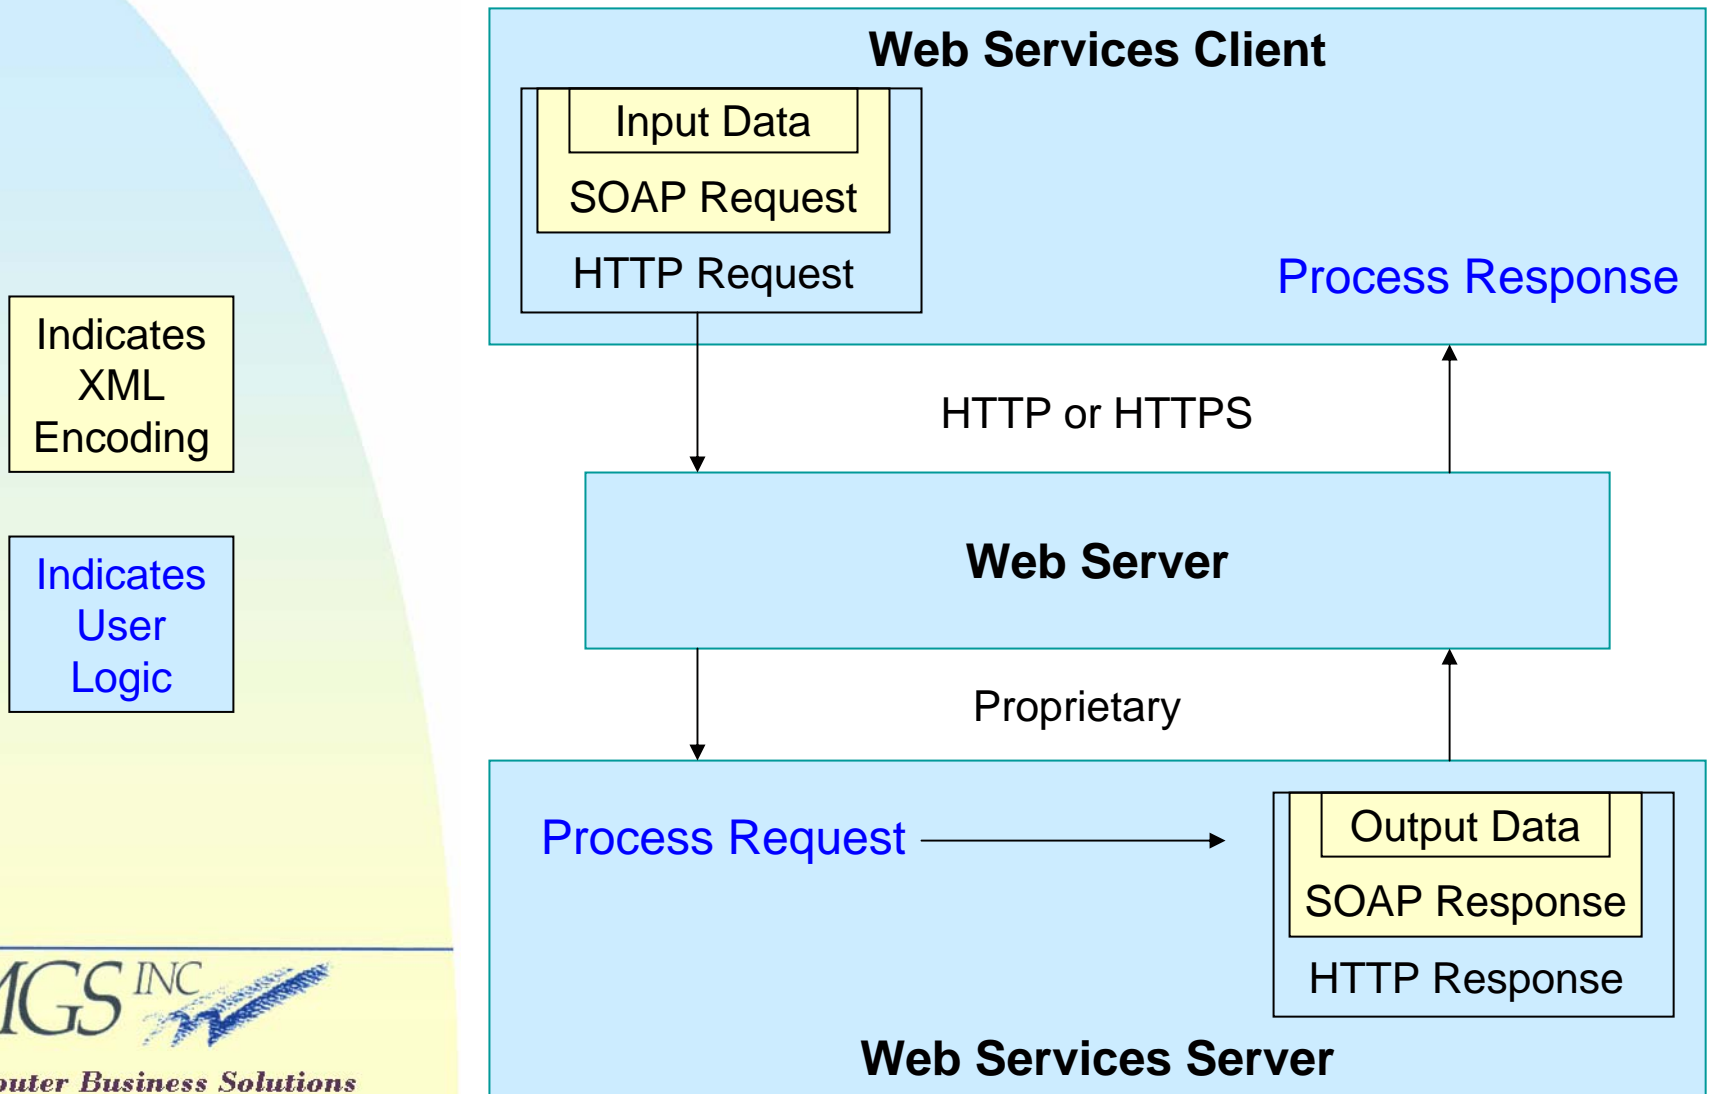 Web Services Client
Input Data
SOAP Request
HTTP Request
Process Response
Indicates
XML
Encoding
HTTP or HTTPS
Web Server
Indicates
User
Logic
Proprietary
Process Request
Output Data
SOAP Response
HTTP Response
Web Services Server
MGS INC
Business Solutions